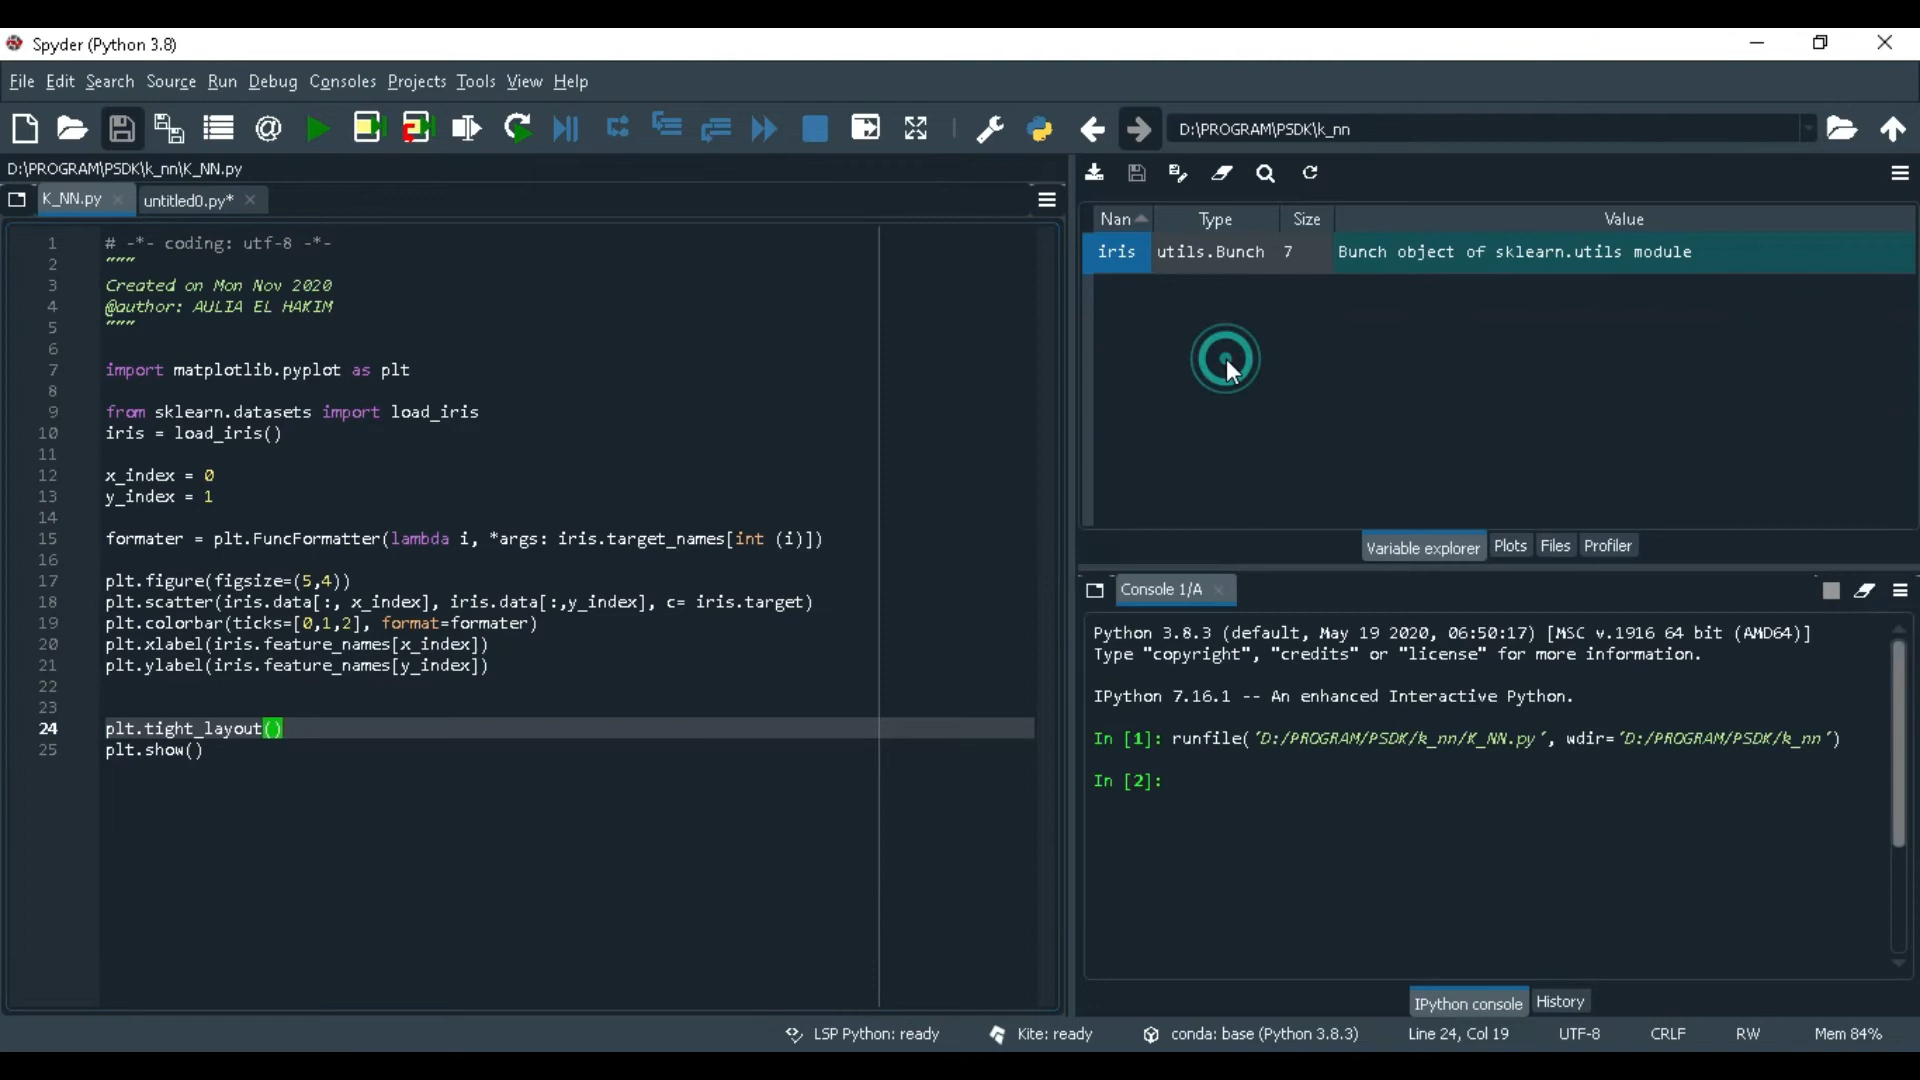 Spyder (Python 3.8)
File Edit Search Source Run Debug Consoles Projects Tools View Help
D:\PROGRAM\PSDK\k_nn
D:\PROGRAM\PSDK\k_nn\K_NN.py
K_NN.py untitled0.py*
1 # -*- coding: utf-8 -*-
2 """
3 Created on Mon Nov 2020
4 @author: AULIA EL HAKIM
5 """
6
7 import matplotlib.pyplot as plt
8
9 from sklearn.datasets import load_iris
10 iris = load_iris()
11
12 x_index = 0
13 y_index = 1
14
15 formater = plt.FuncFormatter(lambda i, *args: iris.target_names[int (i)])
16
17 plt.figure(figsize=(5,4))
18 plt.scatter(iris.data[:, x_index], iris.data[:,y_index], c= iris.target)
19 plt.colorbar(ticks=[0,1,2], format=formater)
20 plt.xlabel(iris.feature_names[x_index])
21 plt.ylabel(iris.feature_names[y_index])
22
23
24 plt.tight_layout()
25 plt.show()
Nan Type Size Value
iris utils.Bunch 7 Bunch object of sklearn.utils module
Variable explorer Plots Files Profiler
Console 1/A
Python 3.8.3 (default, May 19 2020, 06:50:17) [MSC v.1916 64 bit (AMD64)]
Type "copyright", "credits" or "license" for more information.
IPython 7.16.1 -- An enhanced Interactive Python.
In [1]: runfile('D:/PROGRAM/PSDK/k_nn/K_NN.py', wdir='D:/PROGRAM/PSDK/k_nn')
In [2]:
IPython console History
LSP Python: ready Kite: ready conda: base (Python 3.8.3) Line 24, Col 19 UTF-8 CRLF RW Mem 84%